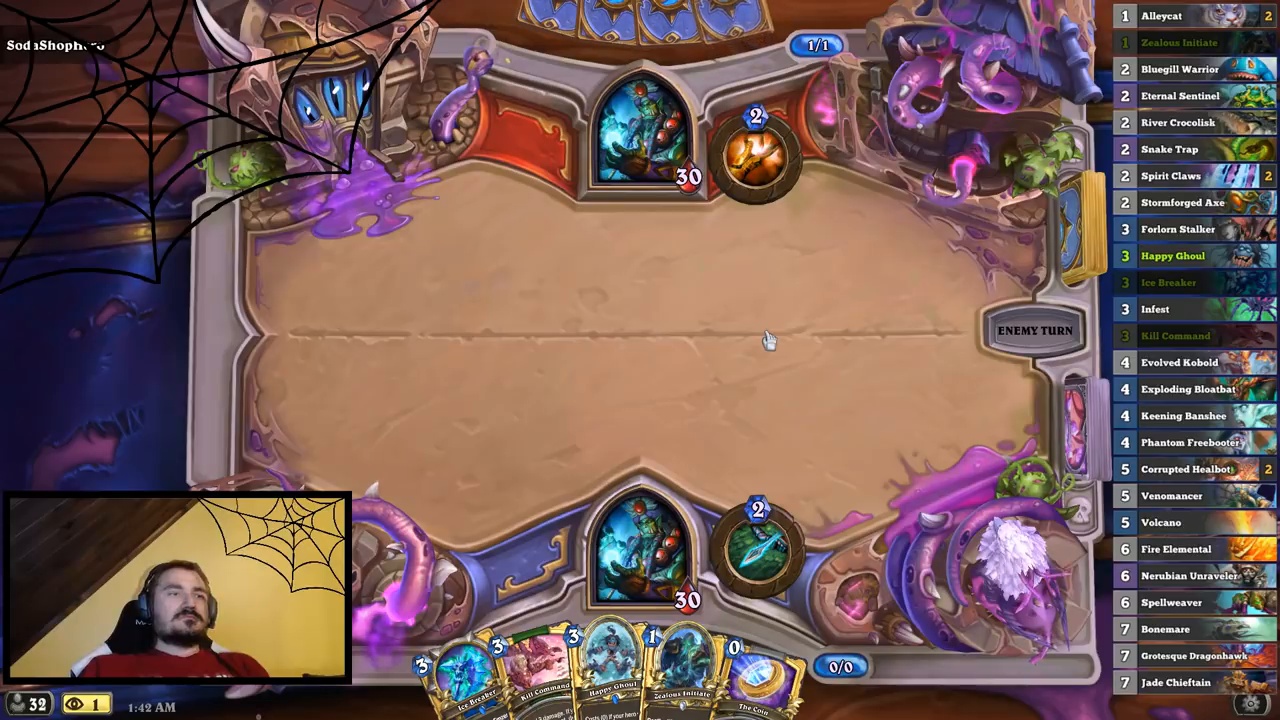 SodaShopHero
1/1
2
30
ENEMY TURN
2
30
0/0
3
Ice Breaker
3
Kill Command
3
Happy Ghoul
1
Zealous Initiate
0
The Coin
32
1
1:42 AM
1 Alleycat 2
1 Zealous Initiate
2 Bluegill Warrior
2 Eternal Sentinel
2 River Crocolisk
2 Snake Trap
2 Spirit Claws 2
2 Stormforged Axe
3 Forlorn Stalker
3 Happy Ghoul
3 Ice Breaker
3 Infest
3 Kill Command
4 Evolved Kobold
4 Exploding Bloatbat
4 Keening Banshee
4 Phantom Freebooter
5 Corrupted Healbot 2
5 Venomancer
5 Volcano
6 Fire Elemental
6 Nerubian Unraveler
6 Spellweaver
7 Bonemare
7 Grotesque Dragonhawk
7 Jade Chieftain